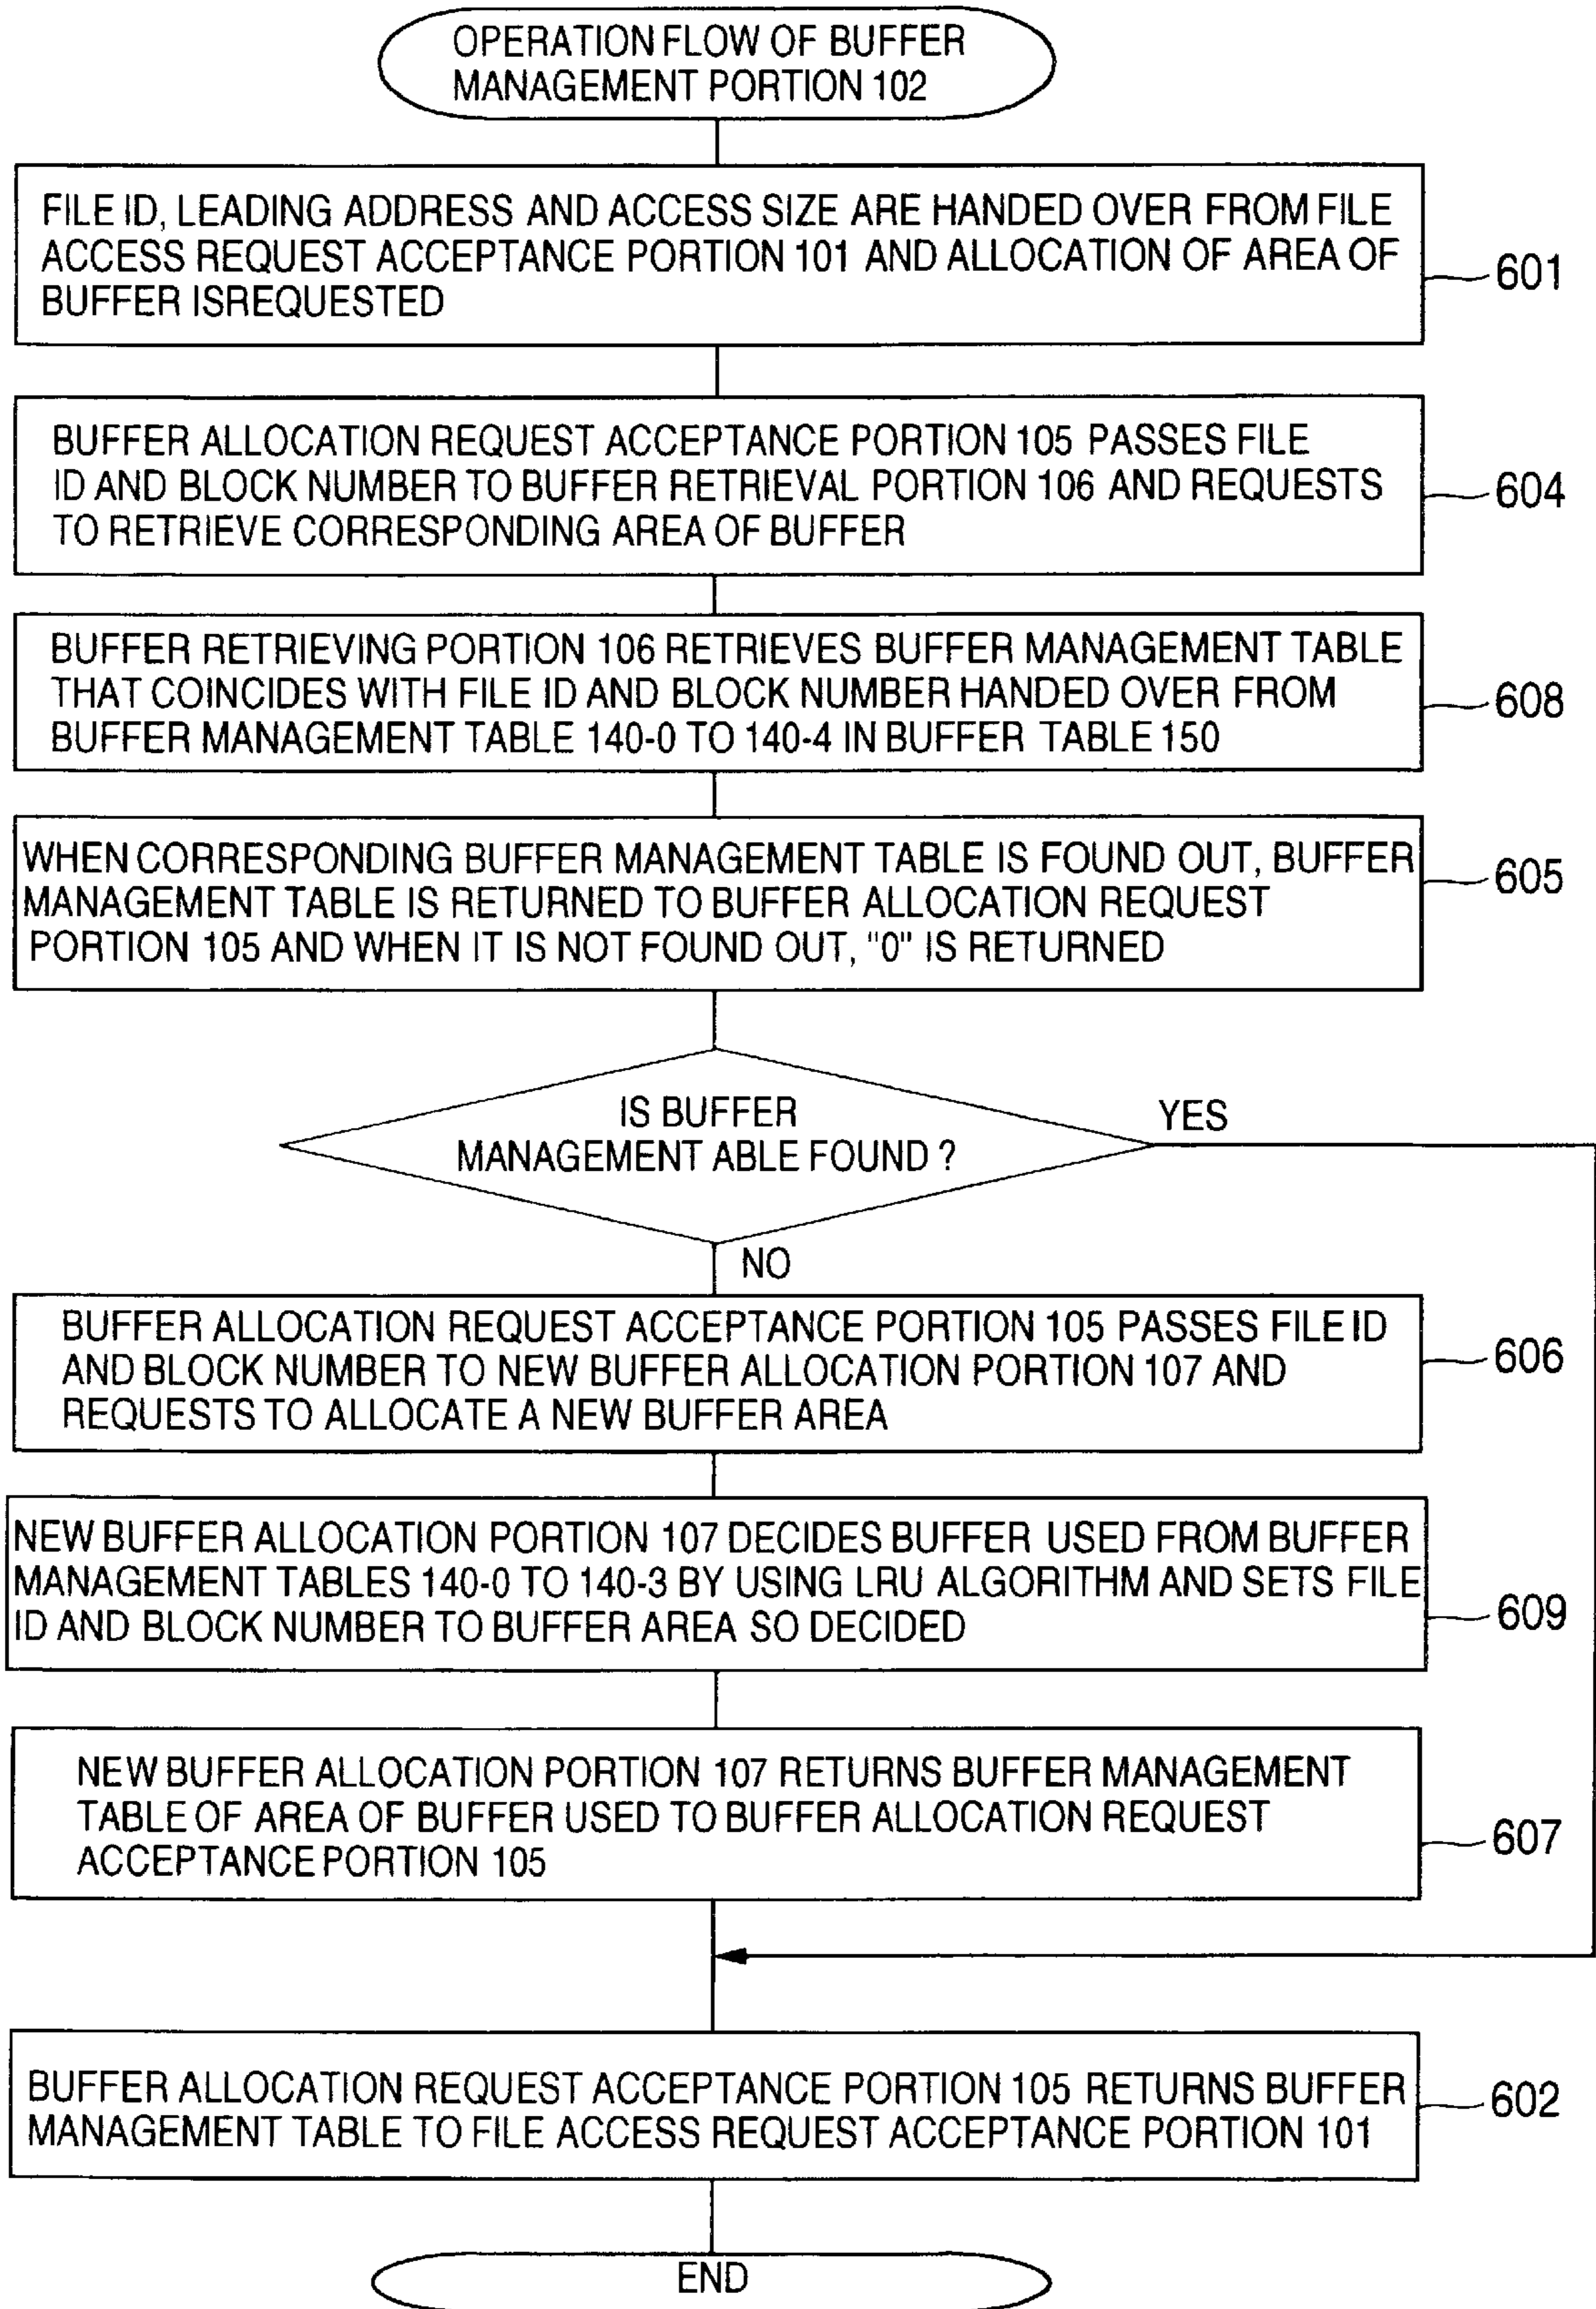 OPERATION FLOW OF BUFFER
MANAGEMENT PORTION 102
FILE ID, LEADING ADDRESS AND ACCESS SIZE ARE HANDED OVER FROM FILE
ACCESS REQUEST ACCEPTANCE PORTION 101 AND ALLOCATION OF AREA OF
BUFFER ISREQUESTED
601
BUFFER ALLOCATION REQUEST ACCEPTANCE PORTION 105 PASSES FILE
ID AND BLOCK NUMBER TO BUFFER RETRIEVAL PORTION 106 AND REQUESTS
TO RETRIEVE CORRESPONDING AREA OF BUFFER
604
BUFFER RETRIEVING PORTION 106 RETRIEVES BUFFER MANAGEMENT TABLE
THAT COINCIDES WITH FILE ID AND BLOCK NUMBER HANDED OVER FROM
BUFFER MANAGEMENT TABLE 140-0 TO 140-4 IN BUFFER TABLE 150
608
WHEN CORRESPONDING BUFFER MANAGEMENT TABLE IS FOUND OUT, BUFFER
MANAGEMENT TABLE IS RETURNED TO BUFFER ALLOCATION REQUEST
PORTION 105 AND WHEN IT IS NOT FOUND OUT, "0" IS RETURNED
605
IS BUFFER
MANAGEMENT ABLE FOUND ?
YES
NO
BUFFER ALLOCATION REQUEST ACCEPTANCE PORTION 105 PASSES FILE ID
AND BLOCK NUMBER TO NEW BUFFER ALLOCATION PORTION 107 AND
REQUESTS TO ALLOCATE A NEW BUFFER AREA
606
NEW BUFFER ALLOCATION PORTION 107 DECIDES BUFFER USED FROM BUFFER
MANAGEMENT TABLES 140-0 TO 140-3 BY USING LRU ALGORITHM AND SETS FILE
ID AND BLOCK NUMBER TO BUFFER AREA SO DECIDED
609
NEW BUFFER ALLOCATION PORTION 107 RETURNS BUFFER MANAGEMENT
TABLE OF AREA OF BUFFER USED TO BUFFER ALLOCATION REQUEST
ACCEPTANCE PORTION 105
607
BUFFER ALLOCATION REQUEST ACCEPTANCE PORTION 105 RETURNS BUFFER
MANAGEMENT TABLE TO FILE ACCESS REQUEST ACCEPTANCE PORTION 101
602
END